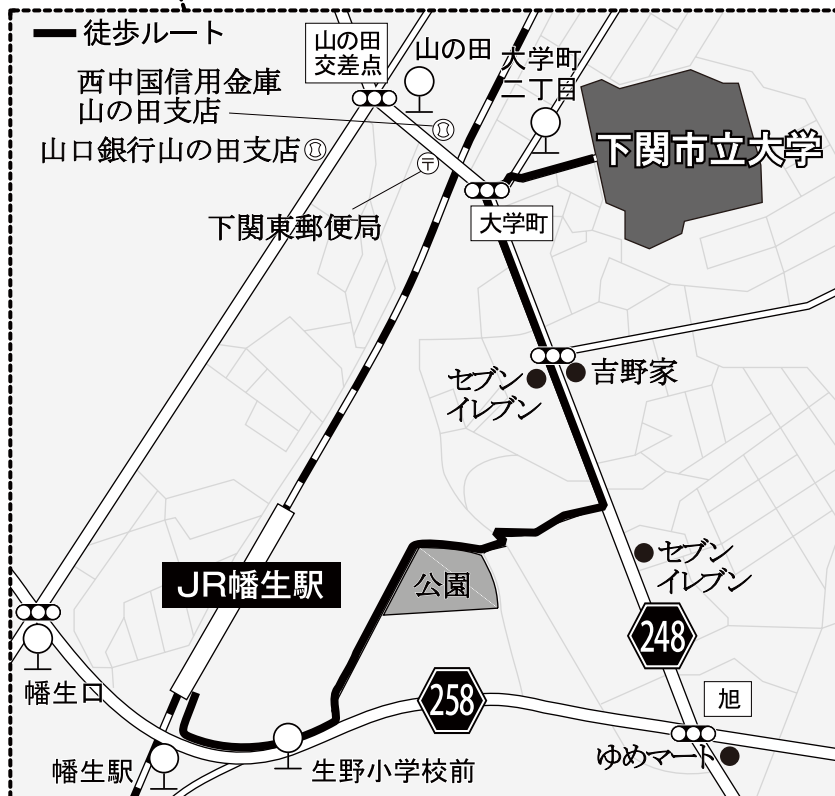 徒歩ルート
山の田
交差点
山の田
大学町
二丁目
西中国信用金庫
山の田支店
山口銀行山の田支店
〒
下関市立大学
下関東郵便局
大学町
セブン
イレブン
吉野家
セブン
イレブン
JR幡生駅
公園
248
258
旭
幡生口
幡生駅
生野小学校前
ゆめマート